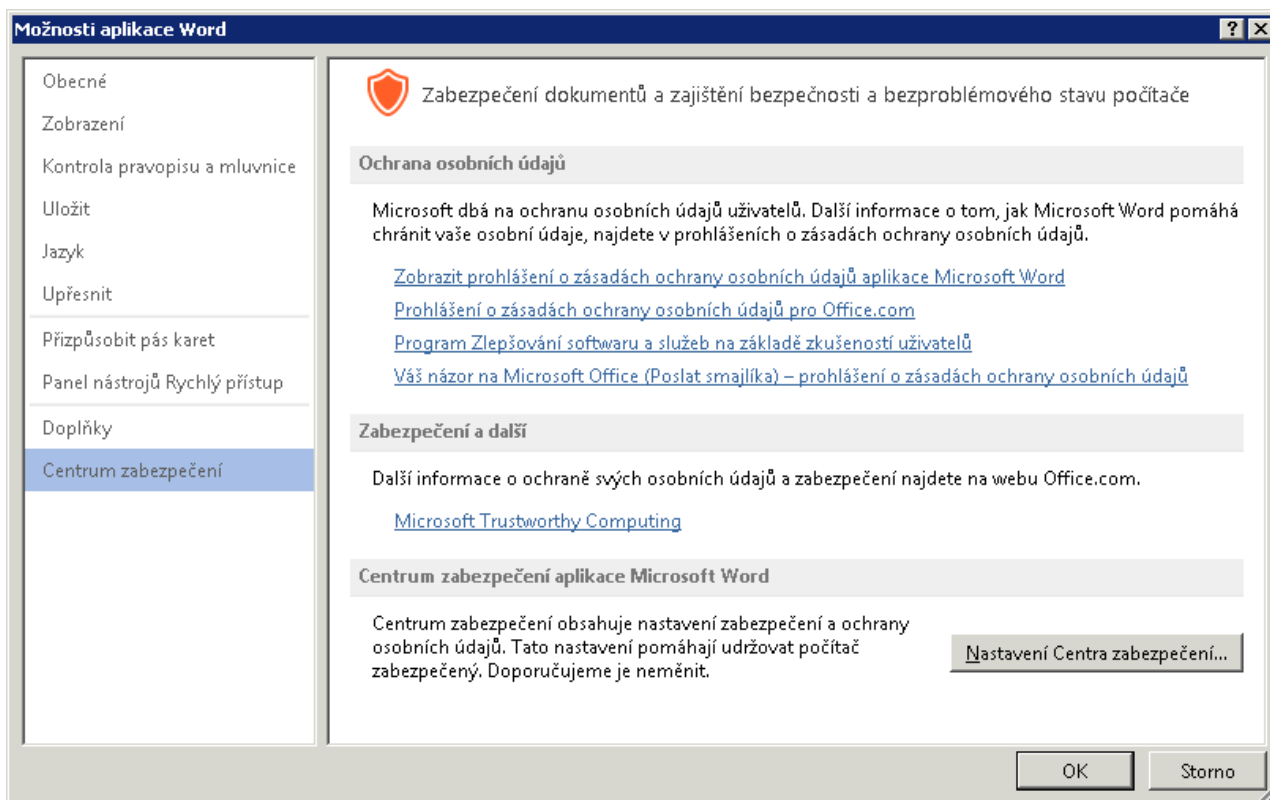 Možnosti aplikace Word
Obecné
Zobrazení
Kontrola pravopisu a mluvnice
Uložit
Jazyk
Upřesnit
Přizpůsobit pás karet
Panel nástrojů Rychlý přístup
Doplňky
Centrum zabezpečení
Zabezpečení dokumentů a zajištění bezpečnosti a bezproblémového stavu počítače
Ochrana osobních údajů
Microsoft dbá na ochranu osobních údajů uživatelů. Další informace o tom, jak Microsoft Word pomáhá
chránit vaše osobní údaje, najdete v prohlášeních o zásadách ochrany osobních údajů.
Zobrazit prohlášení o zásadách ochrany osobních údajů aplikace Microsoft Word
Prohlášení o zásadách ochrany osobních údajů pro Office.com
Program Zlepšování softwaru a služeb na základě zkušeností uživatelů
Váš názor na Microsoft Office (Poslat smajlíka) – prohlášení o zásadách ochrany osobních údajů
Zabezpečení a další
Další informace o ochraně svých osobních údajů a zabezpečení najdete na webu Office.com.
Microsoft Trustworthy Computing
Centrum zabezpečení aplikace Microsoft Word
Centrum zabezpečení obsahuje nastavení zabezpečení a ochrany
osobních údajů. Tato nastavení pomáhají udržovat počítač
zabezpečený. Doporučujeme je neměnit.
Nastavení Centra zabezpečení...
OK
Storno